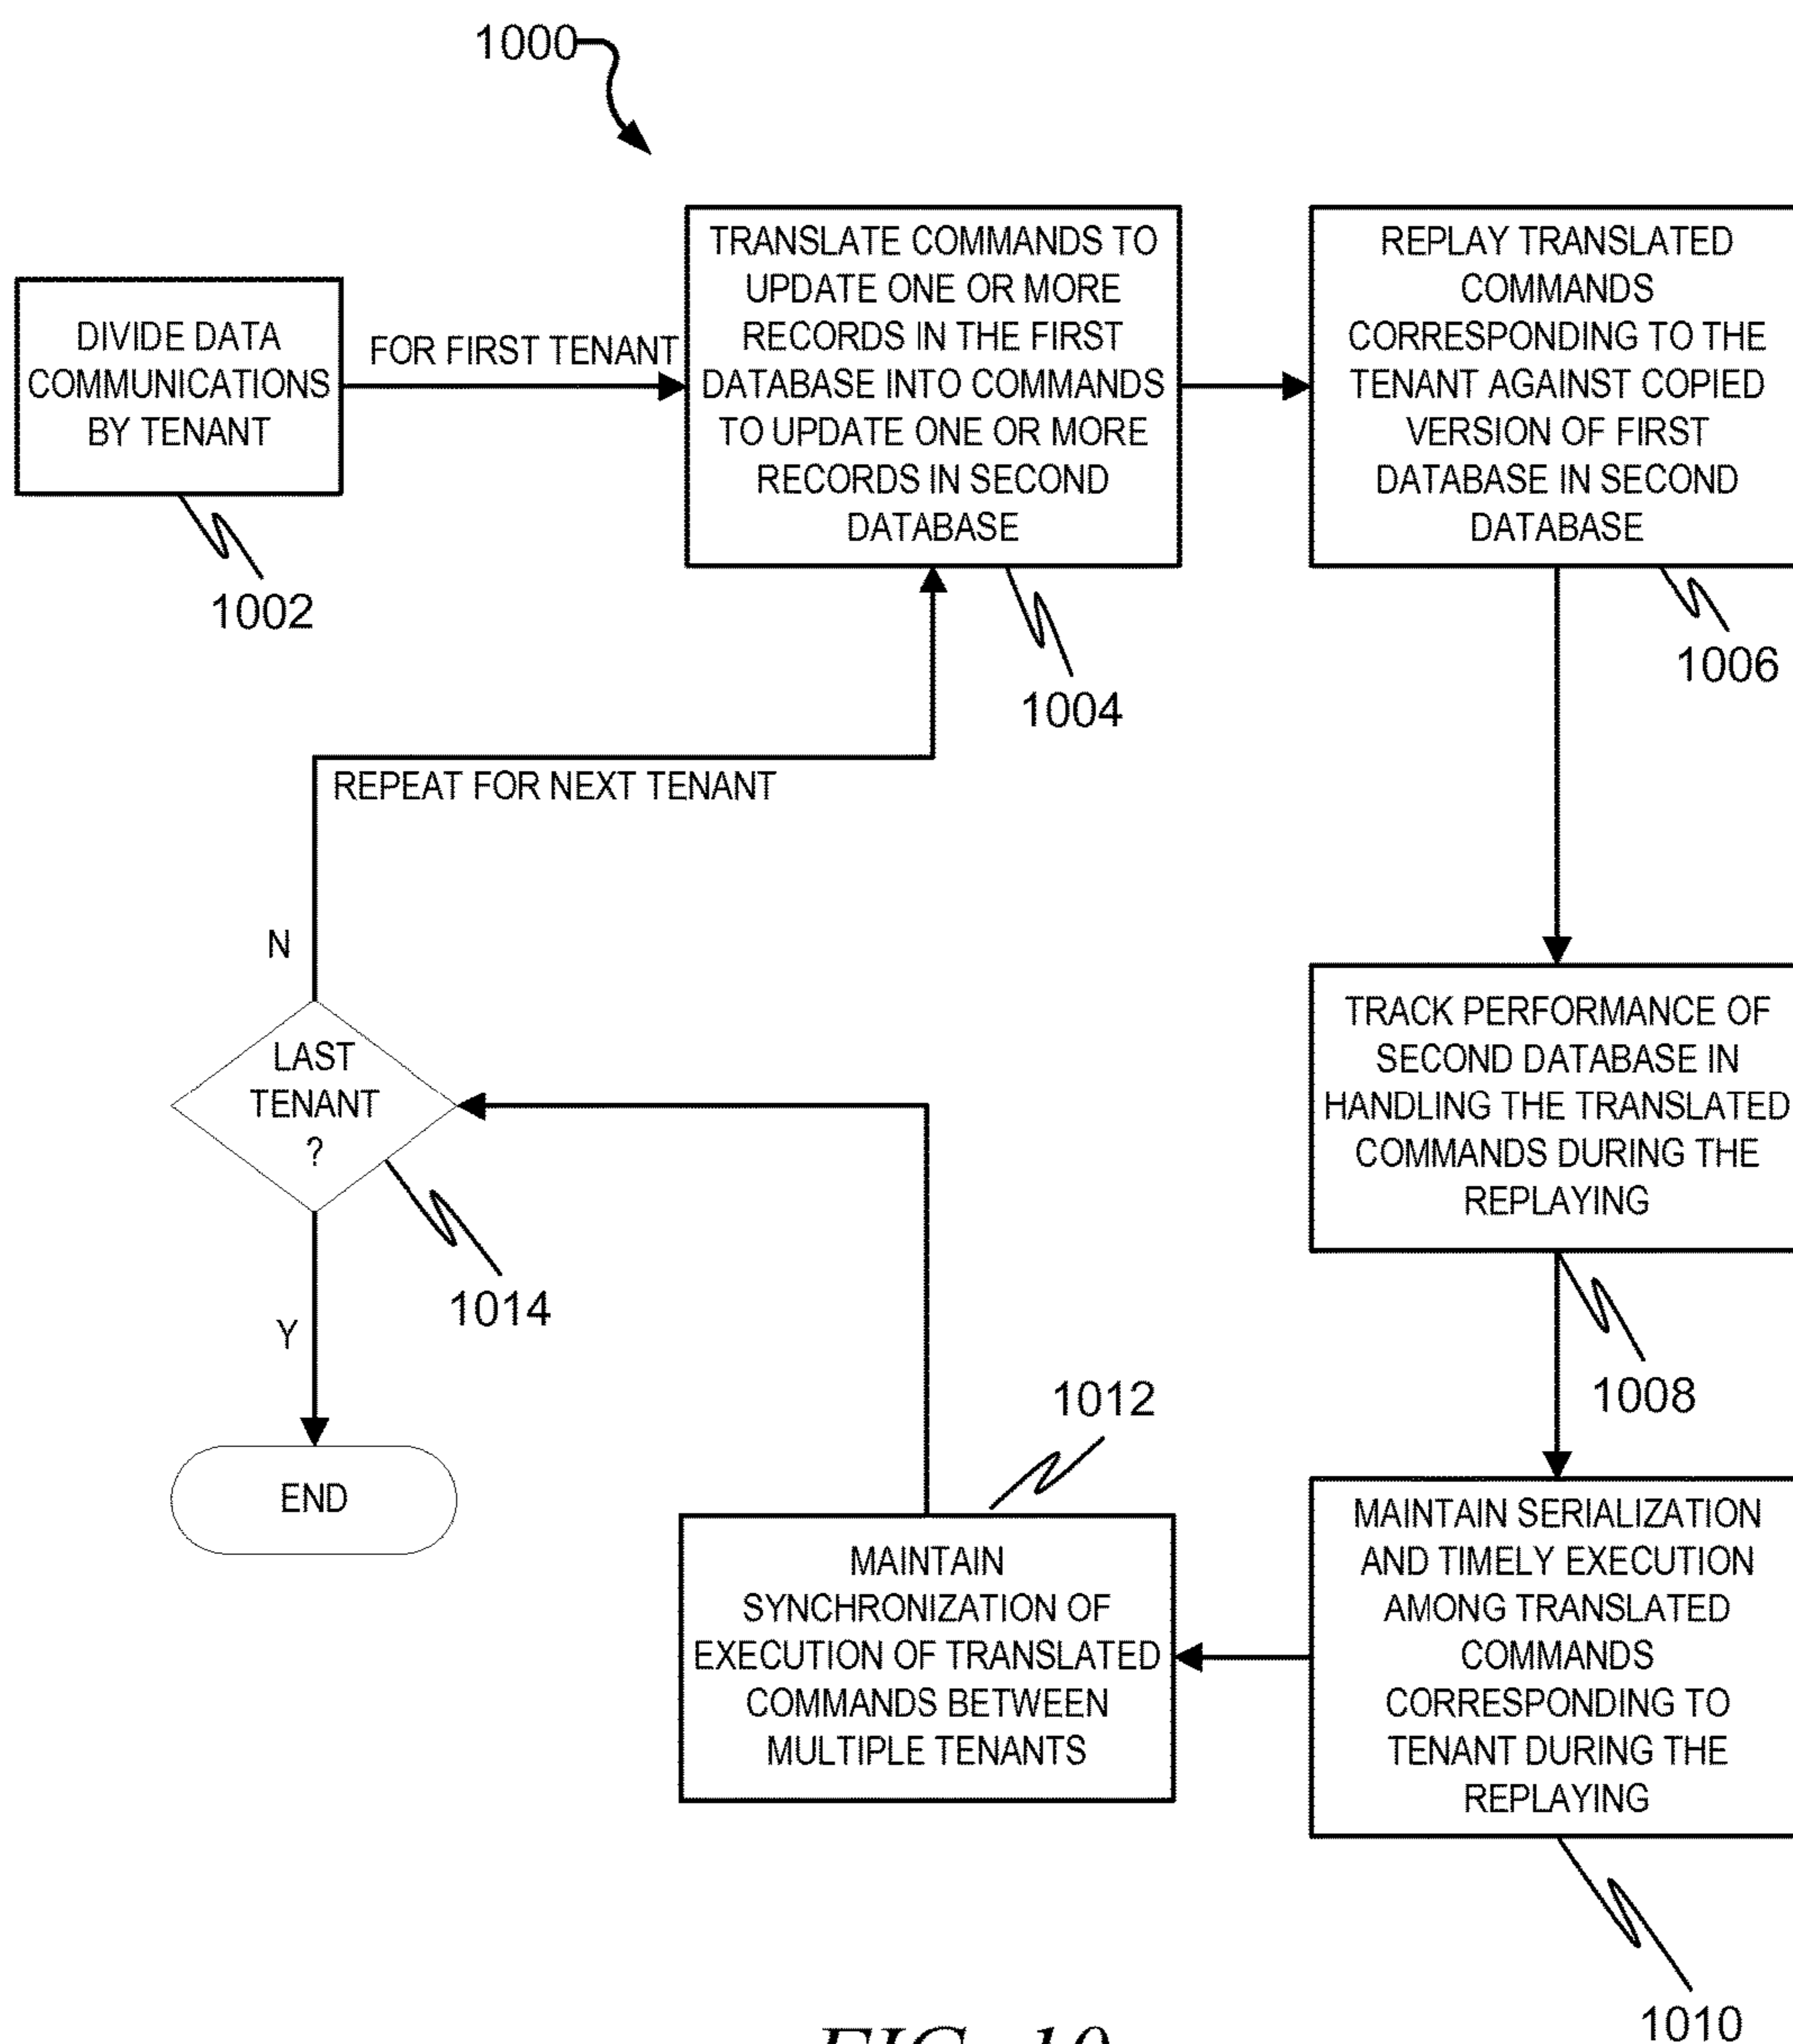 1000
DIVIDE DATA
COMMUNICATIONS
BY TENANT
1002
FOR FIRST TENANT
TRANSLATE COMMANDS TO
UPDATE ONE OR MORE
RECORDS IN THE FIRST
DATABASE INTO COMMANDS
TO UPDATE ONE OR MORE
RECORDS IN SECOND
DATABASE
1004
REPLAY TRANSLATED
COMMANDS
CORRESPONDING TO THE
TENANT AGAINST COPIED
VERSION OF FIRST
DATABASE IN SECOND
DATABASE
1006
REPEAT FOR NEXT TENANT
TRACK PERFORMANCE OF
SECOND DATABASE IN
HANDLING THE TRANSLATED
COMMANDS DURING THE
REPLAYING
1008
MAINTAIN SERIALIZATION
AND TIMELY EXECUTION
AMONG TRANSLATED
COMMANDS
CORRESPONDING TO
TENANT DURING THE
REPLAYING
1010
1012
MAINTAIN
SYNCHRONIZATION OF
EXECUTION OF TRANSLATED
COMMANDS BETWEEN
MULTIPLE TENANTS
N
LAST
TENANT
?
1014
Y
END
FIG. 10